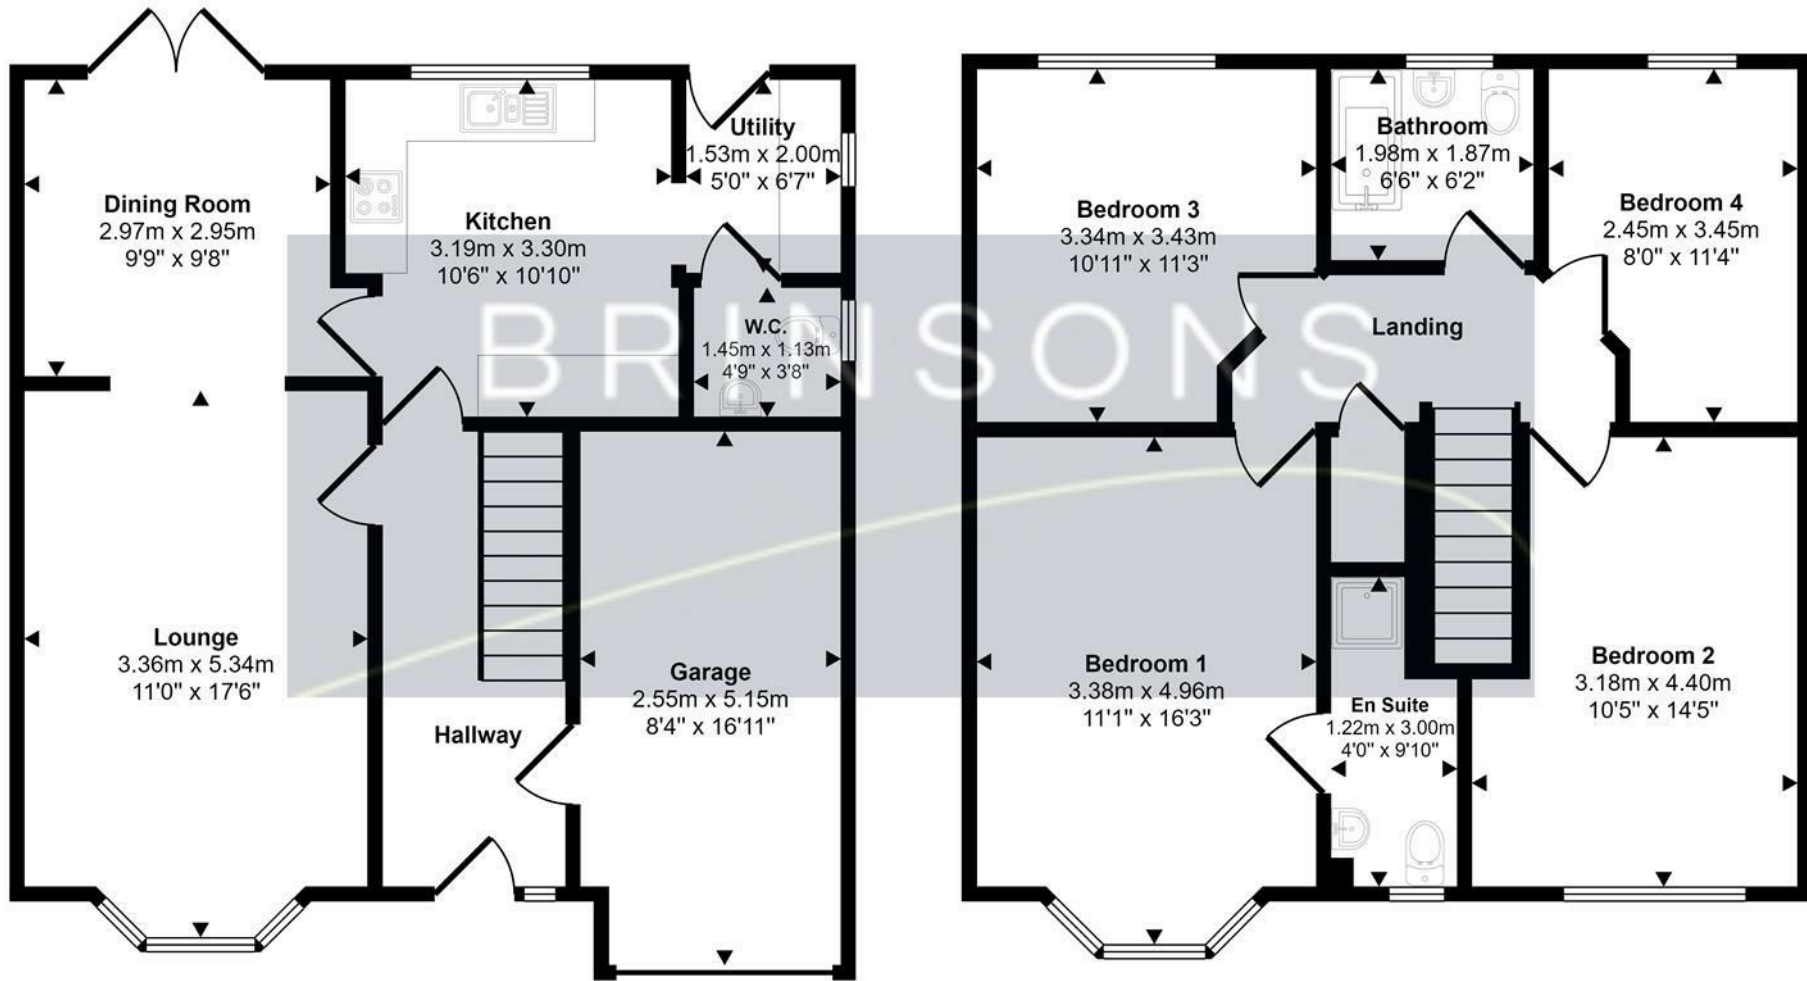 Dining Room
2.97m x 2.95m
9'9" x 9'8"
Kitchen
3.19m x 3.30m
10'6" x 10'10"
Utility
1.53m x 2.00m
5'0" x 6'7"
W.C.
1.45m x 1.13m
4'9" x 3'8"
Lounge
3.36m x 5.34m
11'0" x 17'6"
Hallway
Garage
2.55m x 5.15m
8'4" x 16'11"
Bedroom 3
3.34m x 3.43m
10'11" x 11'3"
Bathroom
1.98m x 1.87m
6'6" x 6'2"
Bedroom 4
2.45m x 3.45m
8'0" x 11'4"
Landing
Bedroom 1
3.38m x 4.96m
11'1" x 16'3"
En Suite
1.22m x 3.00m
4'0" x 9'10"
Bedroom 2
3.18m x 4.40m
10'5" x 14'5"
BRINSONS